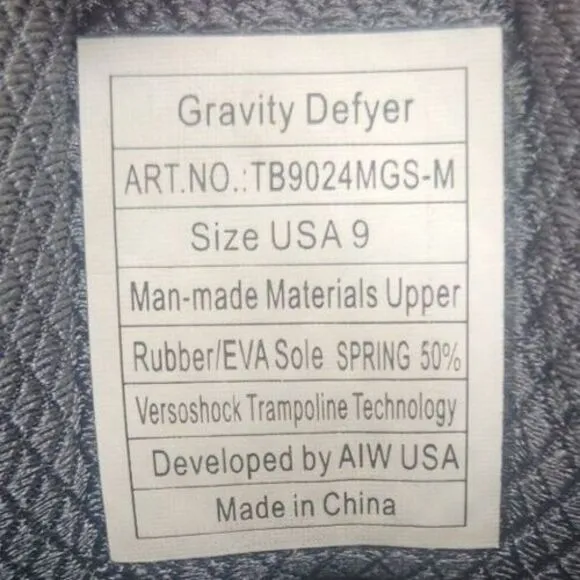 Gravity Defyer
ART.NO.:TB9024MGS-M
Size USA 9
Man-made Materials Upper
Rubber/EVA Sole SPRING 50%
Versoshock Trampoline Technology
Developed by AIW USA
Made in China